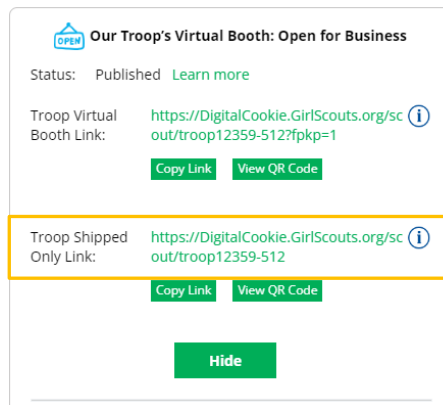 OPEN Our Troop's Virtual Booth: Open for Business
Status: Published Learn more
Troop Virtual https://DigitalCookie.GirlScouts.org/sc i
Booth Link: out/troop12359-512?fpkp=1
Copy Link View QR Code
Troop Shipped https://DigitalCookie.GirlScouts.org/sc i
Only Link: out/troop12359-512
Copy Link View QR Code
Hide